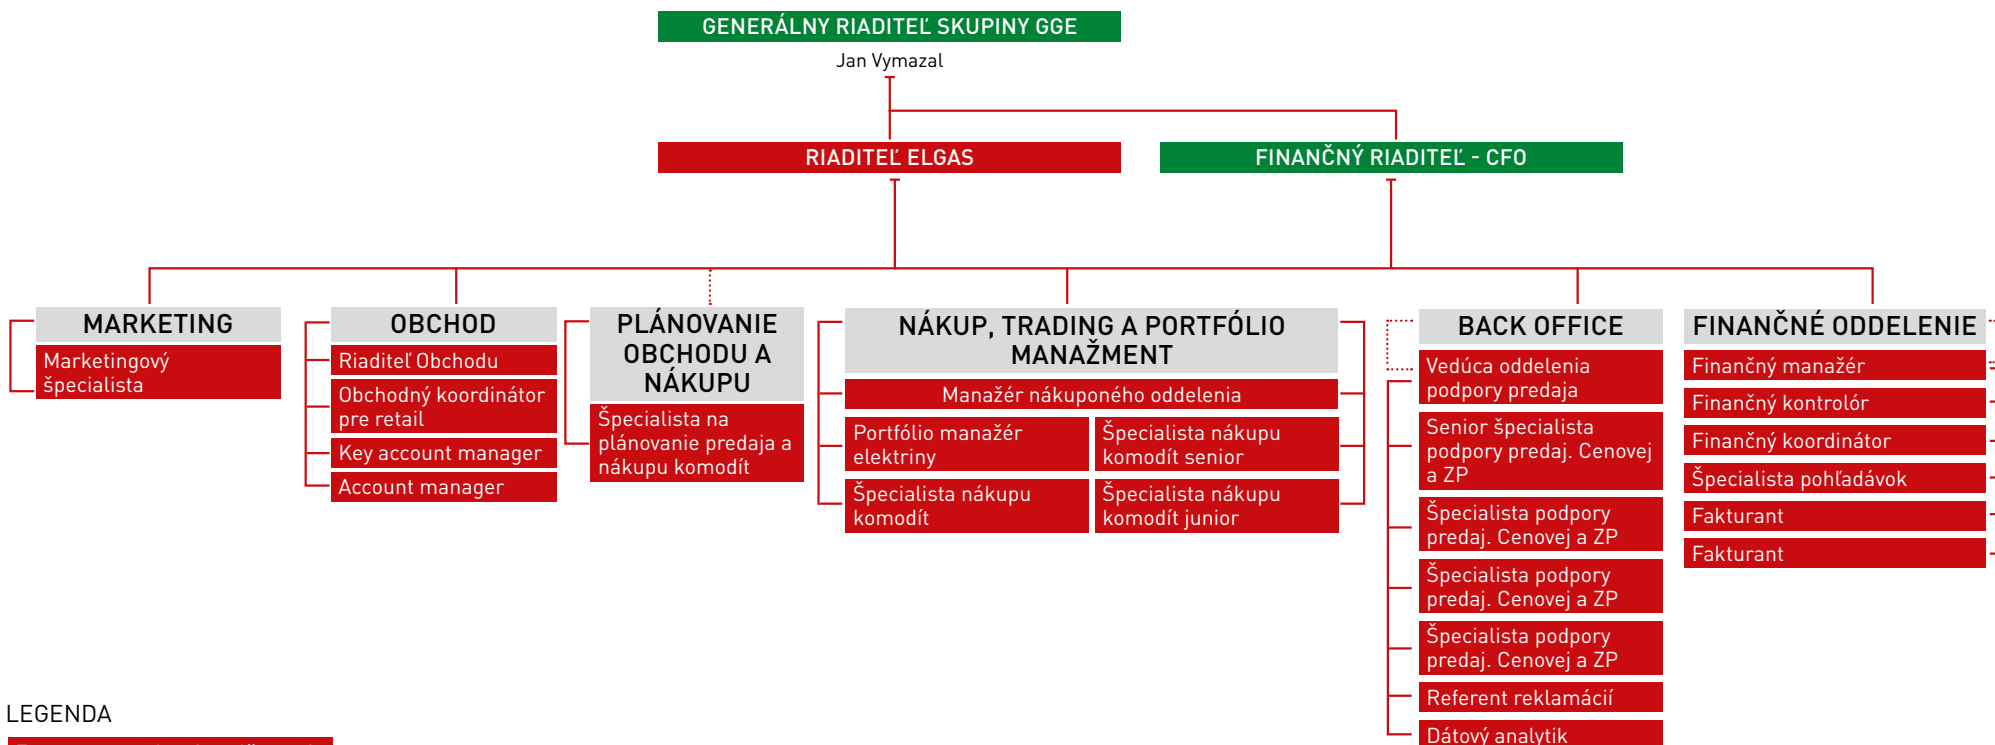 GENERÁLNY RIADITEĽ SKUPINY GGE
Jan Vymazal
RIADITEĽ ELGAS
FINANČNÝ RIADITEĽ - CFO
MARKETING
Marketingový
špecialista
OBCHOD
Riaditeľ Obchodu
Obchodný koordinátor
pre retail
Key account manager
Account manager
PLÁNOVANIE
OBCHODU A
NÁKUPU
Špecialista na
plánovanie predaja a
nákupu komodít
NÁKUP, TRADING A PORTFÓLIO
MANAŽMENT
Manažér nákuponého oddelenia
Portfólio manažér
elektriny
Špecialista nákupu
komodít senior
Špecialista nákupu
komodít
Špecialista nákupu
komodít junior
BACK OFFICE
Vedúca oddelenia
podpory predaja
Senior špecialista
podpory predaj. Cenovej
a ZP
Špecialista podpory
predaj. Cenovej a ZP
Špecialista podpory
predaj. Cenovej a ZP
Špecialista podpory
predaj. Cenovej a ZP
Referent reklamácií
Dátový analytik
FINANČNÉ ODDELENIE
Finančný manažér
Finančný kontrolór
Finančný koordinátor
Špecialista pohľadávok
Fakturant
Fakturant
LEGENDA